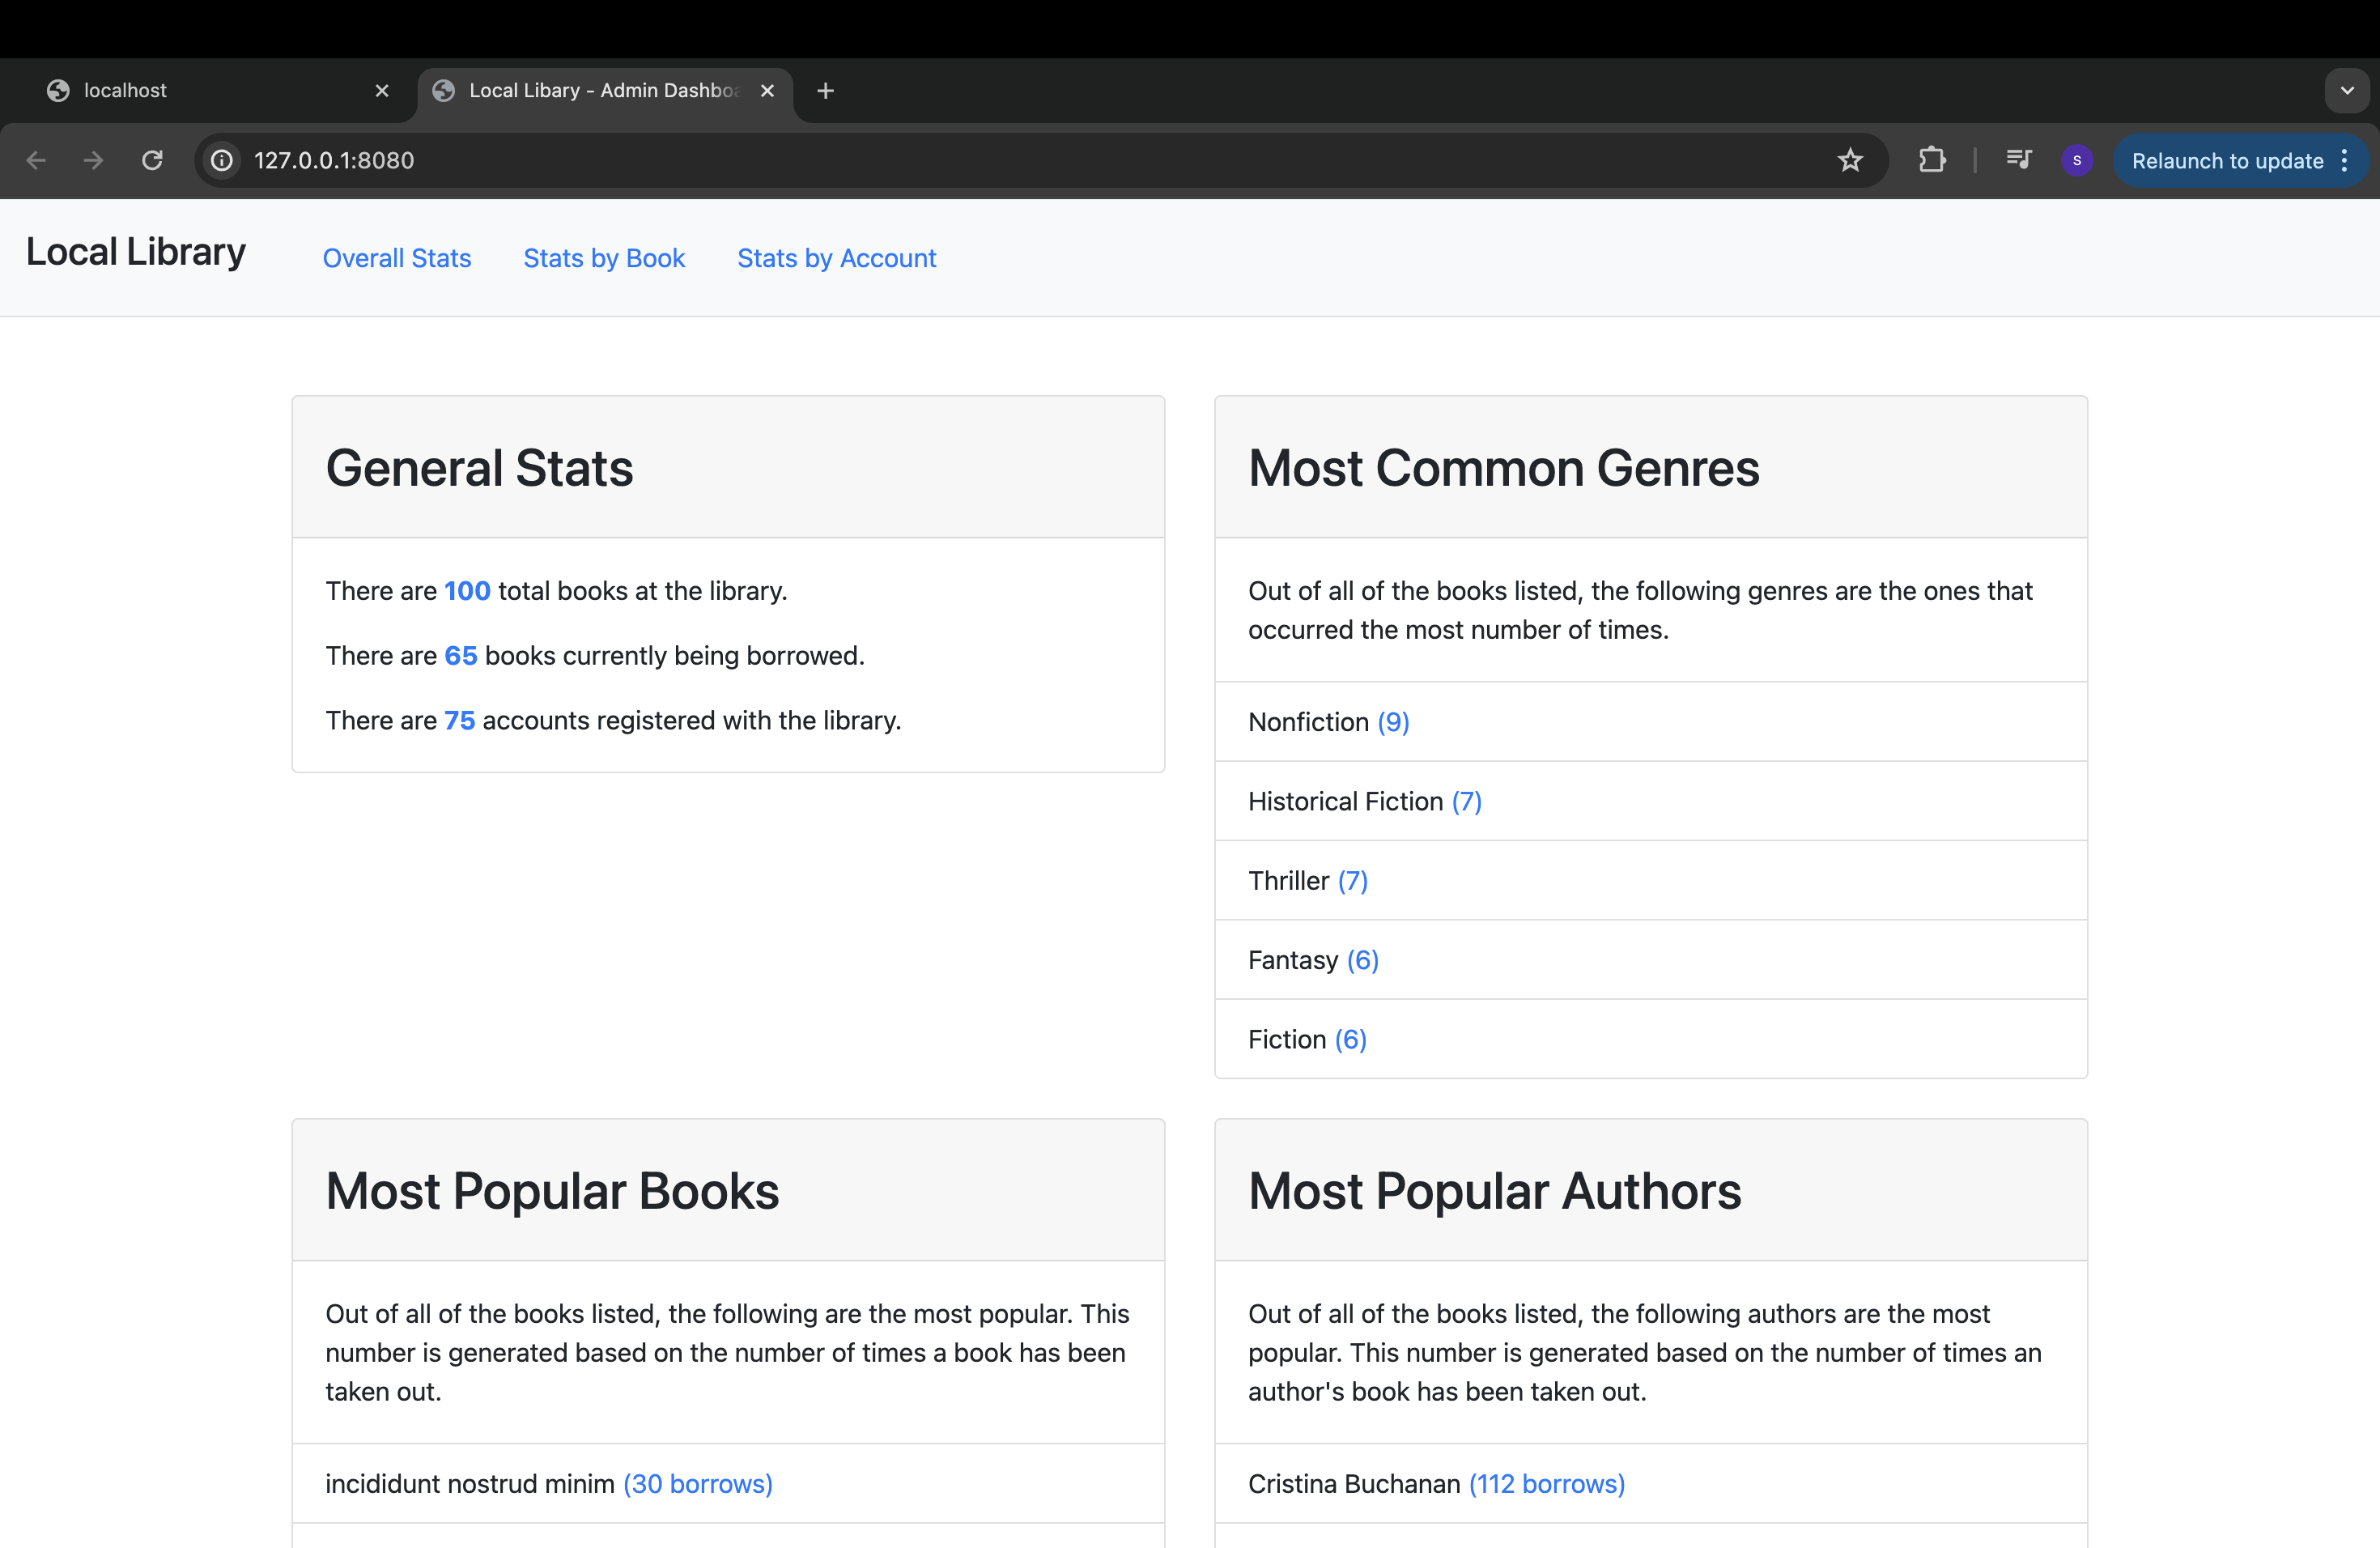 localhost
Local Libary - Admin Dashboa
127.0.0.1:8080
S
Relaunch to update
Local Library
Overall Stats
Stats by Book
Stats by Account
General Stats
There are 100 total books at the library.
There are 65 books currently being borrowed.
There are 75 accounts registered with the library.
Most Common Genres
Out of all of the books listed, the following genres are the ones that
occurred the most number of times.
Nonfiction (9)
Historical Fiction (7)
Thriller (7)
Fantasy (6)
Fiction (6)
Most Popular Books
Out of all of the books listed, the following are the most popular. This
number is generated based on the number of times a book has been
taken out.
incididunt nostrud minim (30 borrows)
Most Popular Authors
Out of all of the books listed, the following authors are the most
popular. This number is generated based on the number of times an
author's book has been taken out.
Cristina Buchanan (112 borrows)